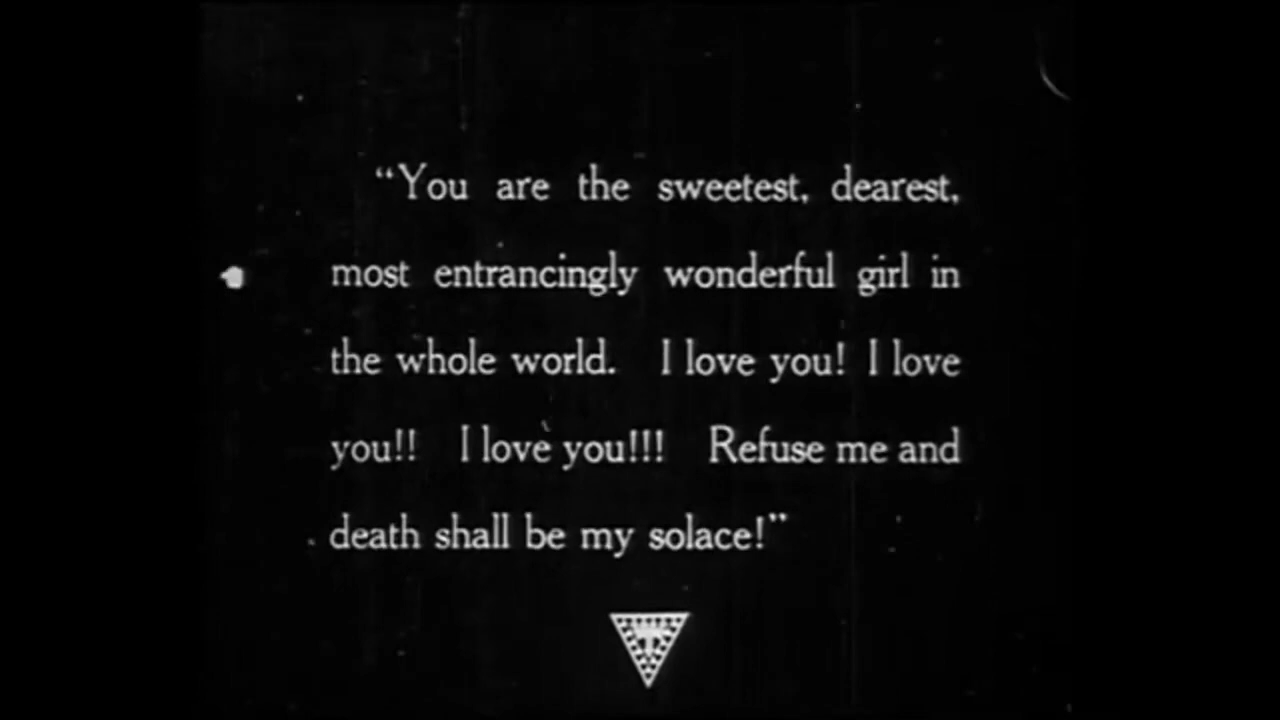 “You are the sweetest, dearest,
most entrancingly wonderful girl in
the whole world. I love you! I love
you!! I love you!!! Refuse me and
death shall be my solace!”